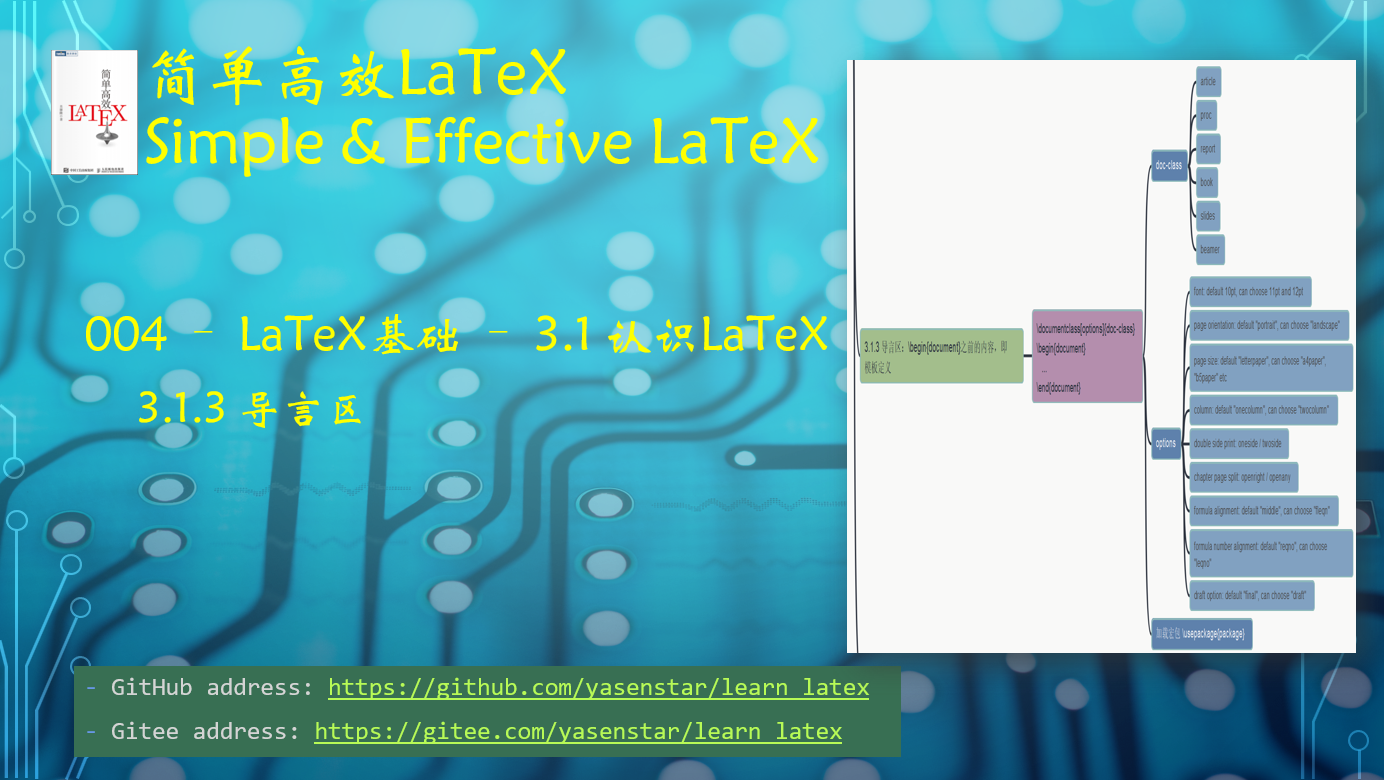 简单高效LaTeX
Simple & Effective LaTeX
简单高效
LATEX
004 – LaTeX基础 – 3.1 认识LaTeX
3.1.3 导言区
3.1.3 导言区：\begin{document}之前的内容，即
模板定义
\documentclass[options]{doc-class}
\begin{document}
...
\end{document}
doc-class
article
proc
report
book
slides
beamer
options
font: default 10pt, can choose 11pt and 12pt
page orientation: default "portrait", can choose "landscape"
page size: default "letterpaper", can choose "a4paper",
"b5paper" etc
column: default "onecolumn", can choose "twocolumn"
double side print: oneside / twoside
chapter page split: openright / openany
formula alignment: default "middle", can choose "fleqn"
formula number alignment: default "reqno", can choose
"leqno"
draft option: default "final", can choose "draft"
加载宏包 \usepackage{package}
- GitHub address: https://github.com/yasenstar/learn_latex
- Gitee address: https://gitee.com/yasenstar/learn_latex